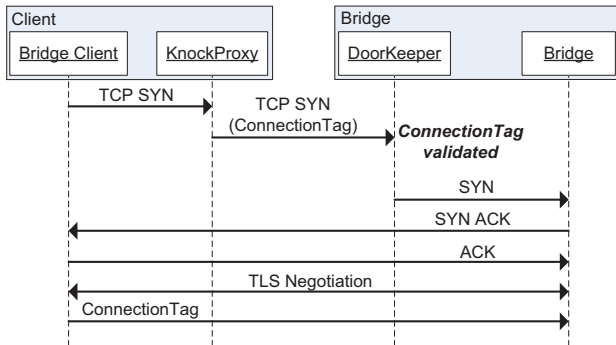 Client
Bridge
Bridge Client
KnockProxy
DoorKeeper
Bridge
TCP SYN
TCP SYN
(ConnectionTag)
ConnectionTag
validated
SYN
SYN ACK
ACK
TLS Negotiation
ConnectionTag